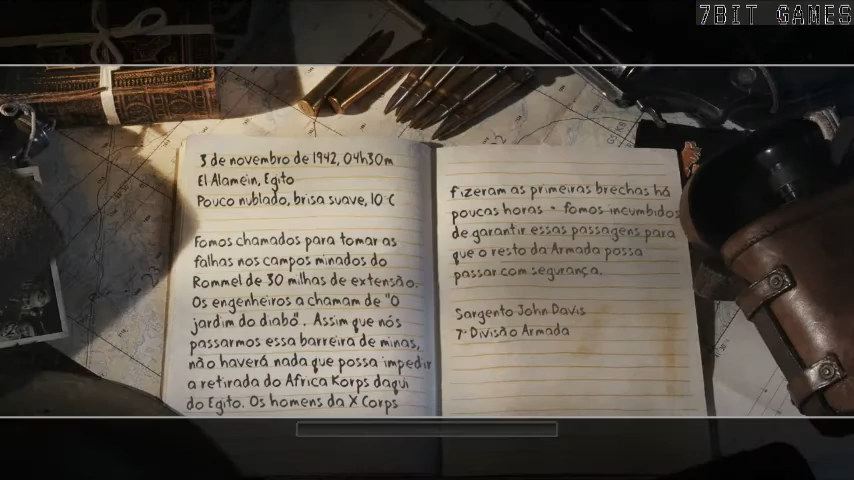 7BIT GAMES
3 de novembro de 1942, 04h30m
El Alamein, Egito
Pouco nublado, brisa suave, 10 C
Fomos chamados para tomar as
falhas nos campos minados do
Rommel de 30 milhas de extensão.
Os engenheiros a chamam de "O
jardim do diabo". Assim que nós
passarmos essa barreira de minas,
não haverá nada que possa impedir
a retirada do Africa Korps daqui
do Egito. Os homens da X Corps
fizeram as primeiras brechas há
poucas horas - fomos incumbidos
de garantir essas passagens para
que o resto da Armada possa
passar com segurança.
Sargento John Davis
7ª Divisão Armada